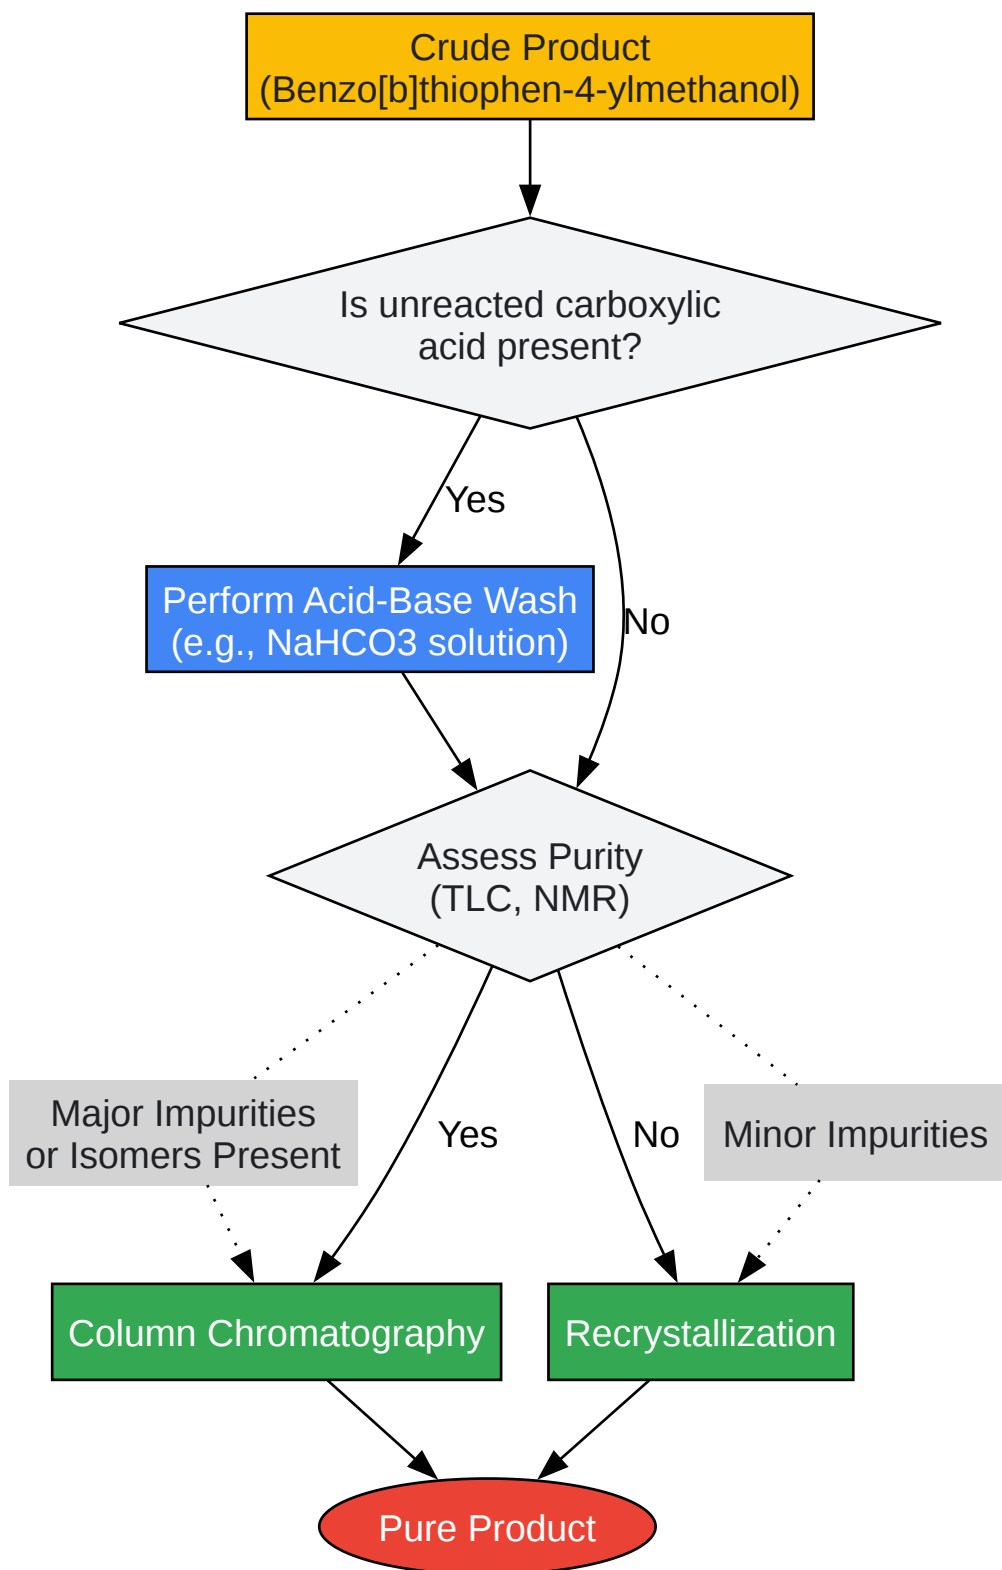 Crude Product
(Benzo[b]thiophen-4-ylmethanol)
Is unreacted carboxylic
acid present?
Yes
Perform Acid-Base Wash
(e.g., NaHCO3 solution)
No
Assess Purity
(TLC, NMR)
Major Impurities
or Isomers Present
Yes
No
Minor Impurities
Column Chromatography
Recrystallization
Pure Product